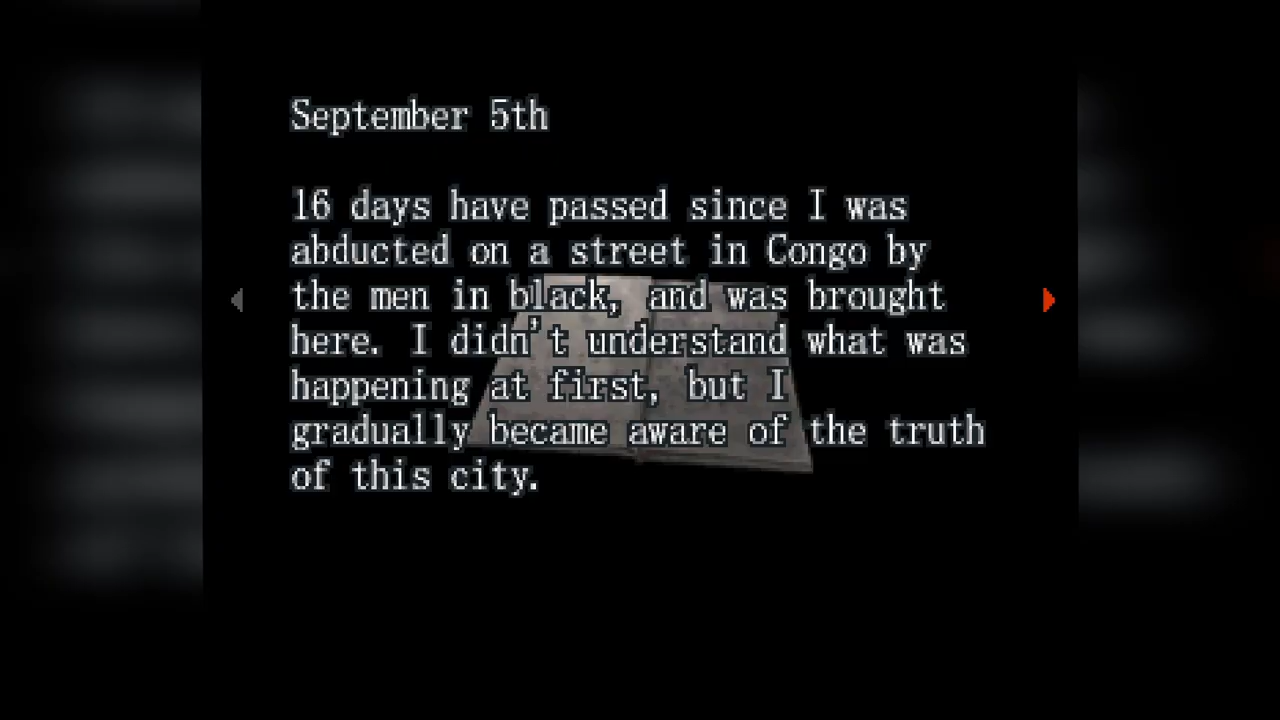 September 5th
16 days have passed since I was
abducted on a street in Congo by
the men in black, and was brought
here. I didn't understand what was
happening at first, but I
gradually became aware of the truth
of this city.